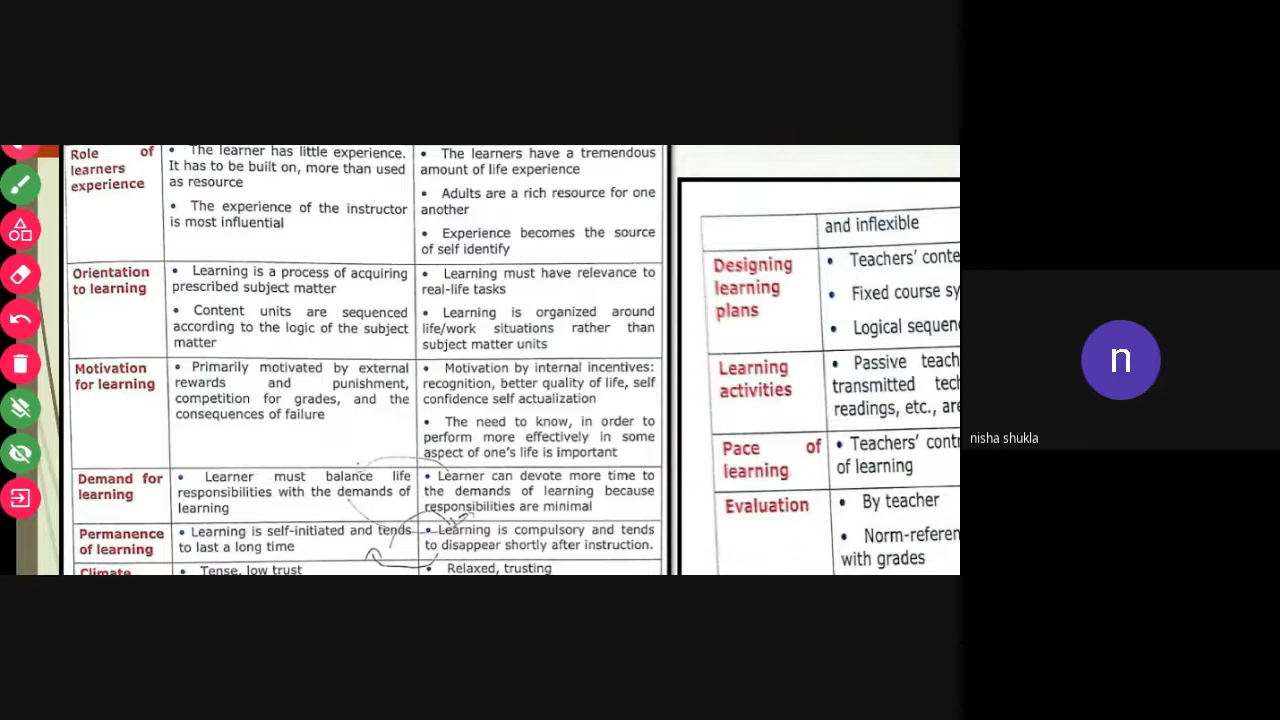 Role of
learners
experience
• The learner has little experience.
It has to be built on, more than used
as resource
• The experience of the instructor
is most influential
• The learners have a tremendous
amount of life experience
• Adults are a rich resource for one
another
• Experience becomes the source
of self identify
Orientation
to learning
• Learning is a process of acquiring
prescribed subject matter
• Content units are sequenced
according to the logic of the subject
matter
• Learning must have relevance to
real-life tasks
• Learning is organized around
life/work situations rather than
subject matter units
Motivation
for learning
• Primarily motivated by external
rewards and punishment,
competition for grades, and the
consequences of failure
• Motivation by internal incentives:
recognition, better quality of life, self
confidence self actualization
• The need to know, in order to
perform more effectively in some
aspect of one's life is important
Demand for
learning
• Learner must balance life
responsibilities with the demands of
learning
• Learner can devote more time to
the demands of learning because
responsibilities are minimal
Permanence
of learning
• Learning is self-initiated and tends
to last a long time
• Learning is compulsory and tends
to disappear shortly after instruction.
Climate
• Tense, low trust
• Relaxed, trusting
and inflexible
Designing
learning
plans
• Teachers' conte
• Fixed course sy
• Logical sequen
Learning
activities
• Passive teach
transmitted tech
readings, etc., are
Pace of
learning
• Teachers' contr
of learning
Evaluation
• By teacher
• Norm-referen
with grades
n
nisha shukla